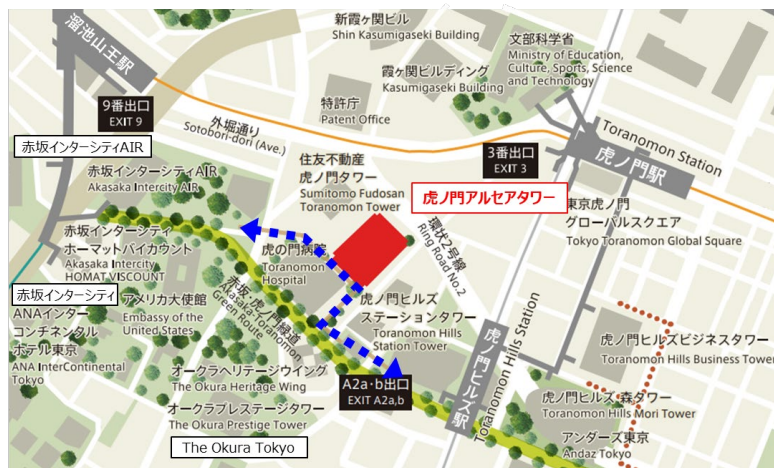 溜池山王駅
新霞ヶ関ビル
Shin Kasumigaseki Building
文部科学省
Ministry of Education,
Culture, Sports, Science
and Technology
霞ヶ関ビルディング
Kasumigaseki Building
9番出口
EXIT 9
特許庁
Patent Office
外堀通り
Sotobori-dori (Ave.)
Toranomon Station
虎ノ門駅
3番出口
EXIT 3
赤坂インターシティAIR
赤坂インターシティAIR
Akasaka Intercity AIR
住友不動産
虎ノ門タワー
Sumitomo Fudosan
Toranomon Tower
虎ノ門アルセアタワー
東京虎ノ門
グローバルスクエア
Tokyo Toranomon Global Square
環状2号線
Ring Road No.2
赤坂インターシティ
ホーマットバイカウント
Akasaka Intercity
HOMAT VISCOUNT
虎の門病院
Toranomon
Hospital
赤坂・虎ノ門緑道
Akasaka-Toranomon
Green Route
赤坂インターシティ
アメリカ大使館
Embassy of the
United States
ANAインター
コンチネンタル
ホテル東京
ANA InterContinental
Tokyo
虎ノ門ヒルズ
ステーションタワー
Toranomon Hills
Station Tower
虎ノ門ヒルズ駅
Toranomon Hills Station
虎ノ門ヒルズビジネスタワー
Toranomon Hills Business Tower
オークラヘリテージウイング
The Okura Heritage Wing
A2a･b出口
EXIT A2a,b
オークラプレステージタワー
The Okura Prestige Tower
虎ノ門ヒルズ 森タワー
Toranomon Hills Mori Tower
The Okura Tokyo
アンダーズ東京
Andaz Tokyo